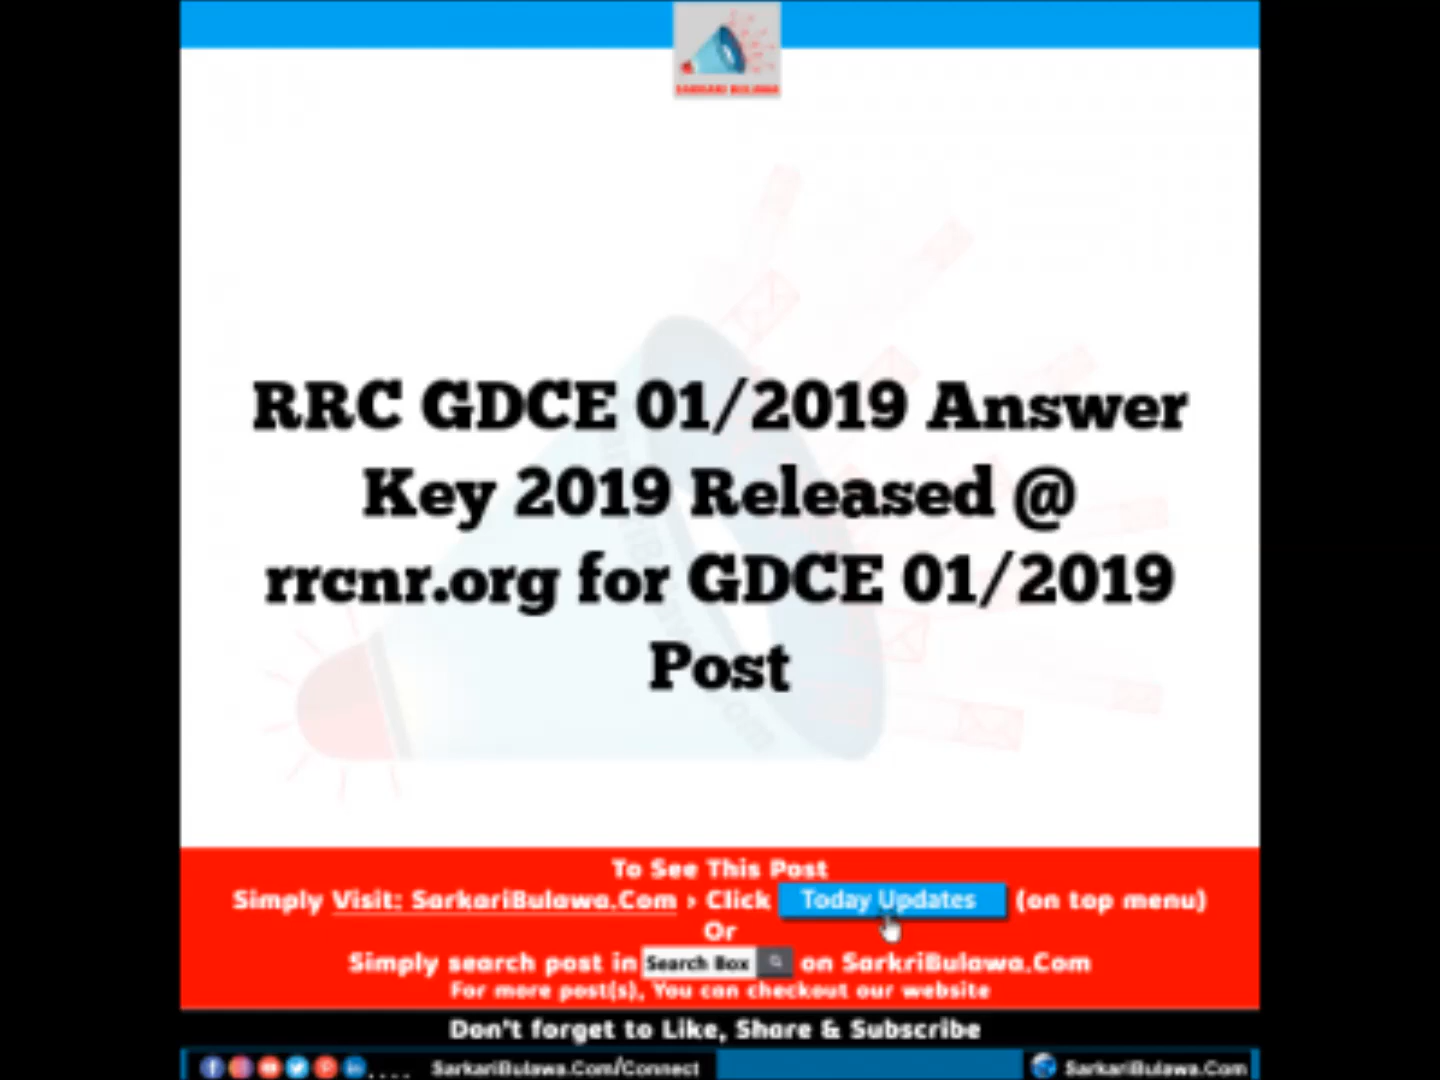 SARKARI BULAWA
RRC GDCE 01/2019 Answer
Key 2019 Released @
rrcnr.org for GDCE 01/2019
Post
To See This Post
Simply Visit: SarkariBulawa.Com › Click Today Updates (on top menu)
Or
Simply search post in Search Box on SarkriBulawa.Com
For more post(s), You can checkout our website
Don't forget to Like, Share & Subscribe
.... SarkariBulawa.Com/Connect SarkariBulawa.Com